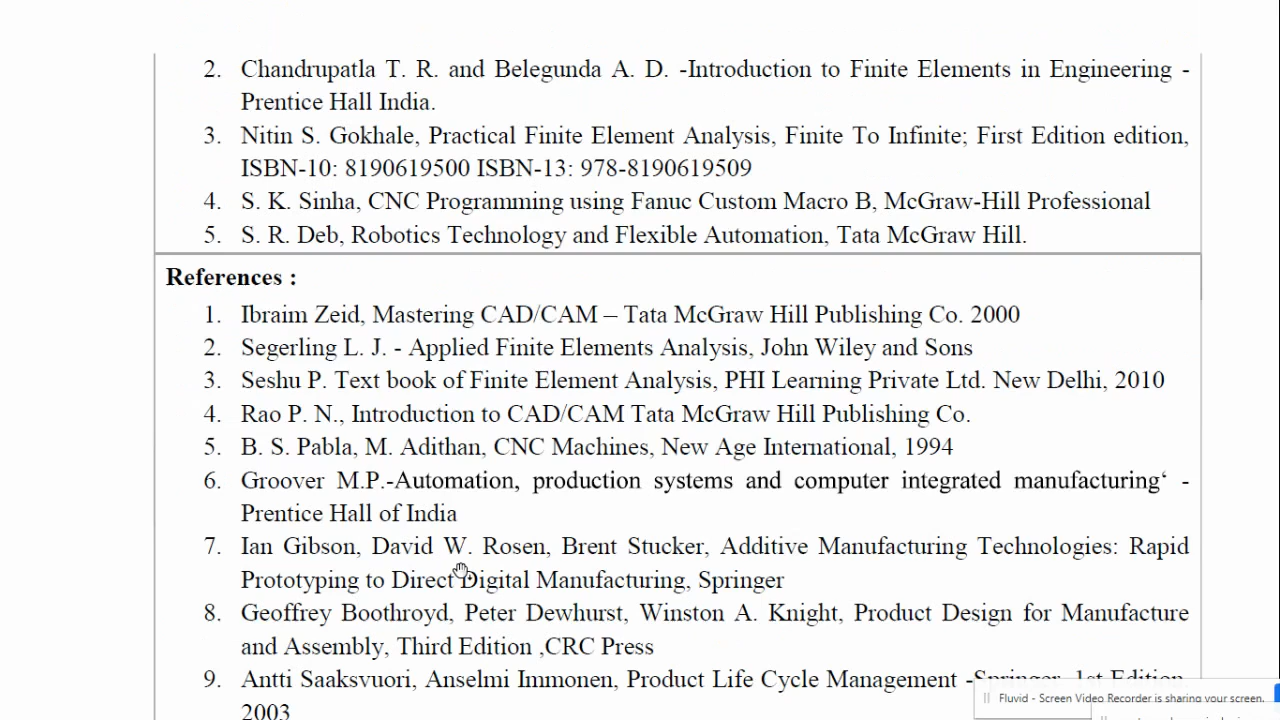 2. Chandrupatla T. R. and Belegunda A. D. -Introduction to Finite Elements in Engineering -
Prentice Hall India.
3. Nitin S. Gokhale, Practical Finite Element Analysis, Finite To Infinite; First Edition edition,
ISBN-10: 8190619500 ISBN-13: 978-8190619509
4. S. K. Sinha, CNC Programming using Fanuc Custom Macro B, McGraw-Hill Professional
5. S. R. Deb, Robotics Technology and Flexible Automation, Tata McGraw Hill.
References :
1. Ibraim Zeid, Mastering CAD/CAM – Tata McGraw Hill Publishing Co. 2000
2. Segerling L. J. - Applied Finite Elements Analysis, John Wiley and Sons
3. Seshu P. Text book of Finite Element Analysis, PHI Learning Private Ltd. New Delhi, 2010
4. Rao P. N., Introduction to CAD/CAM Tata McGraw Hill Publishing Co.
5. B. S. Pabla, M. Adithan, CNC Machines, New Age International, 1994
6. Groover M.P.-Automation, production systems and computer integrated manufacturing‘ -
Prentice Hall of India
7. Ian Gibson, David W. Rosen, Brent Stucker, Additive Manufacturing Technologies: Rapid
Prototyping to Direct Digital Manufacturing, Springer
8. Geoffrey Boothroyd, Peter Dewhurst, Winston A. Knight, Product Design for Manufacture
and Assembly, Third Edition ,CRC Press
9. Antti Saaksvuori, Anselmi Immonen, Product Life Cycle Management -Springer, 1st Edition,
2003
Fluvid - Screen Video Recorder is sharing your screen.